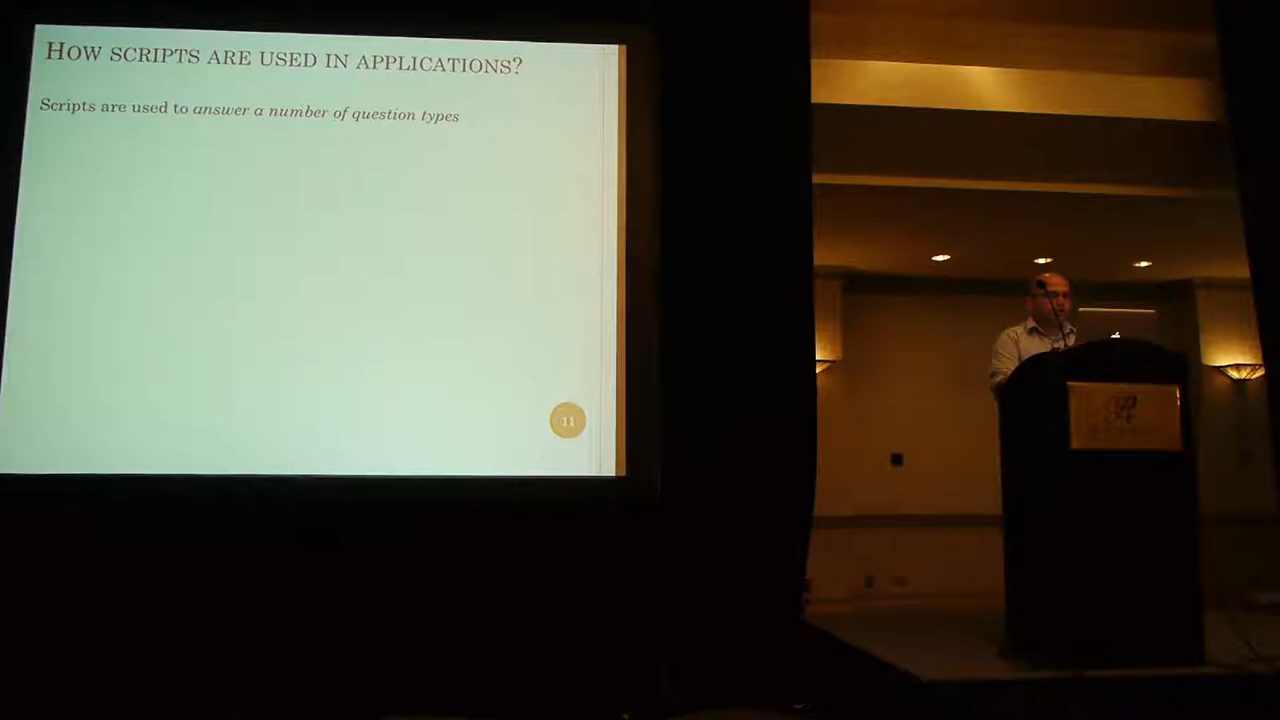 HOW SCRIPTS ARE USED IN APPLICATIONS?
Scripts are used to answer a number of question types
11